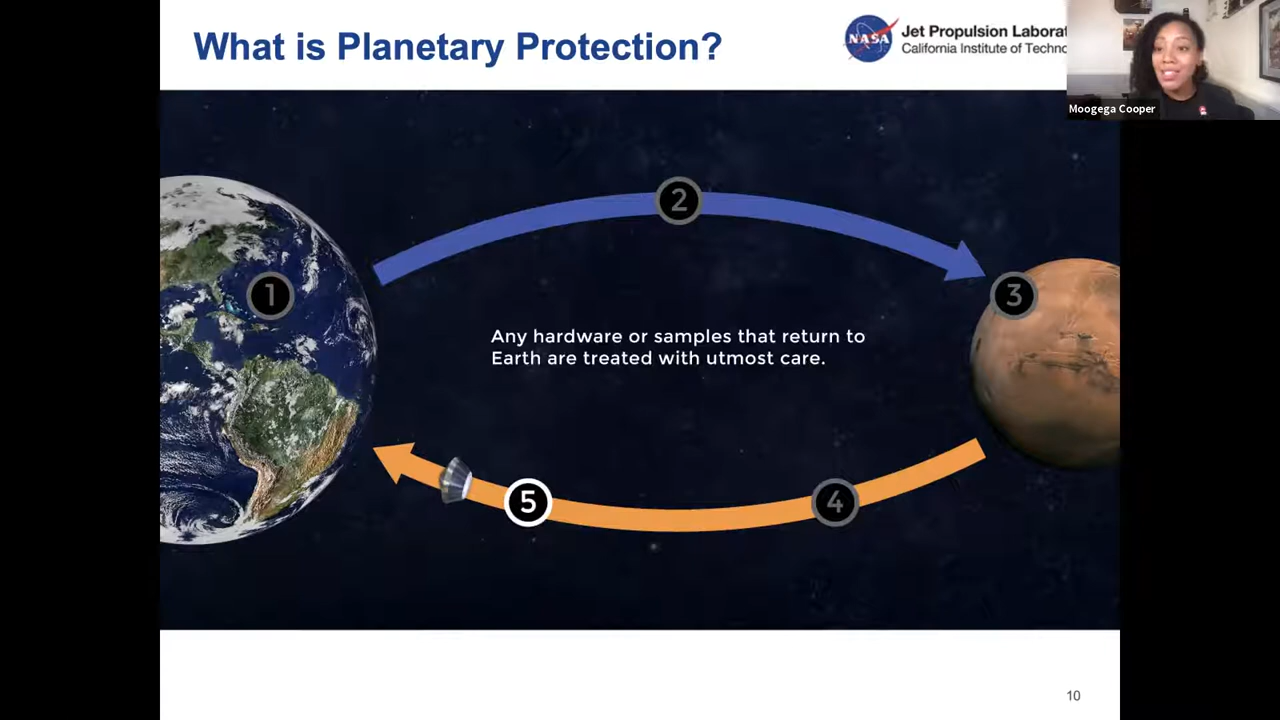 What is Planetary Protection?
NASA
Jet Propulsion Laborat
California Institute of Techno
Moogega Cooper
2
1
3
Any hardware or samples that return to
Earth are treated with utmost care.
5
4
10